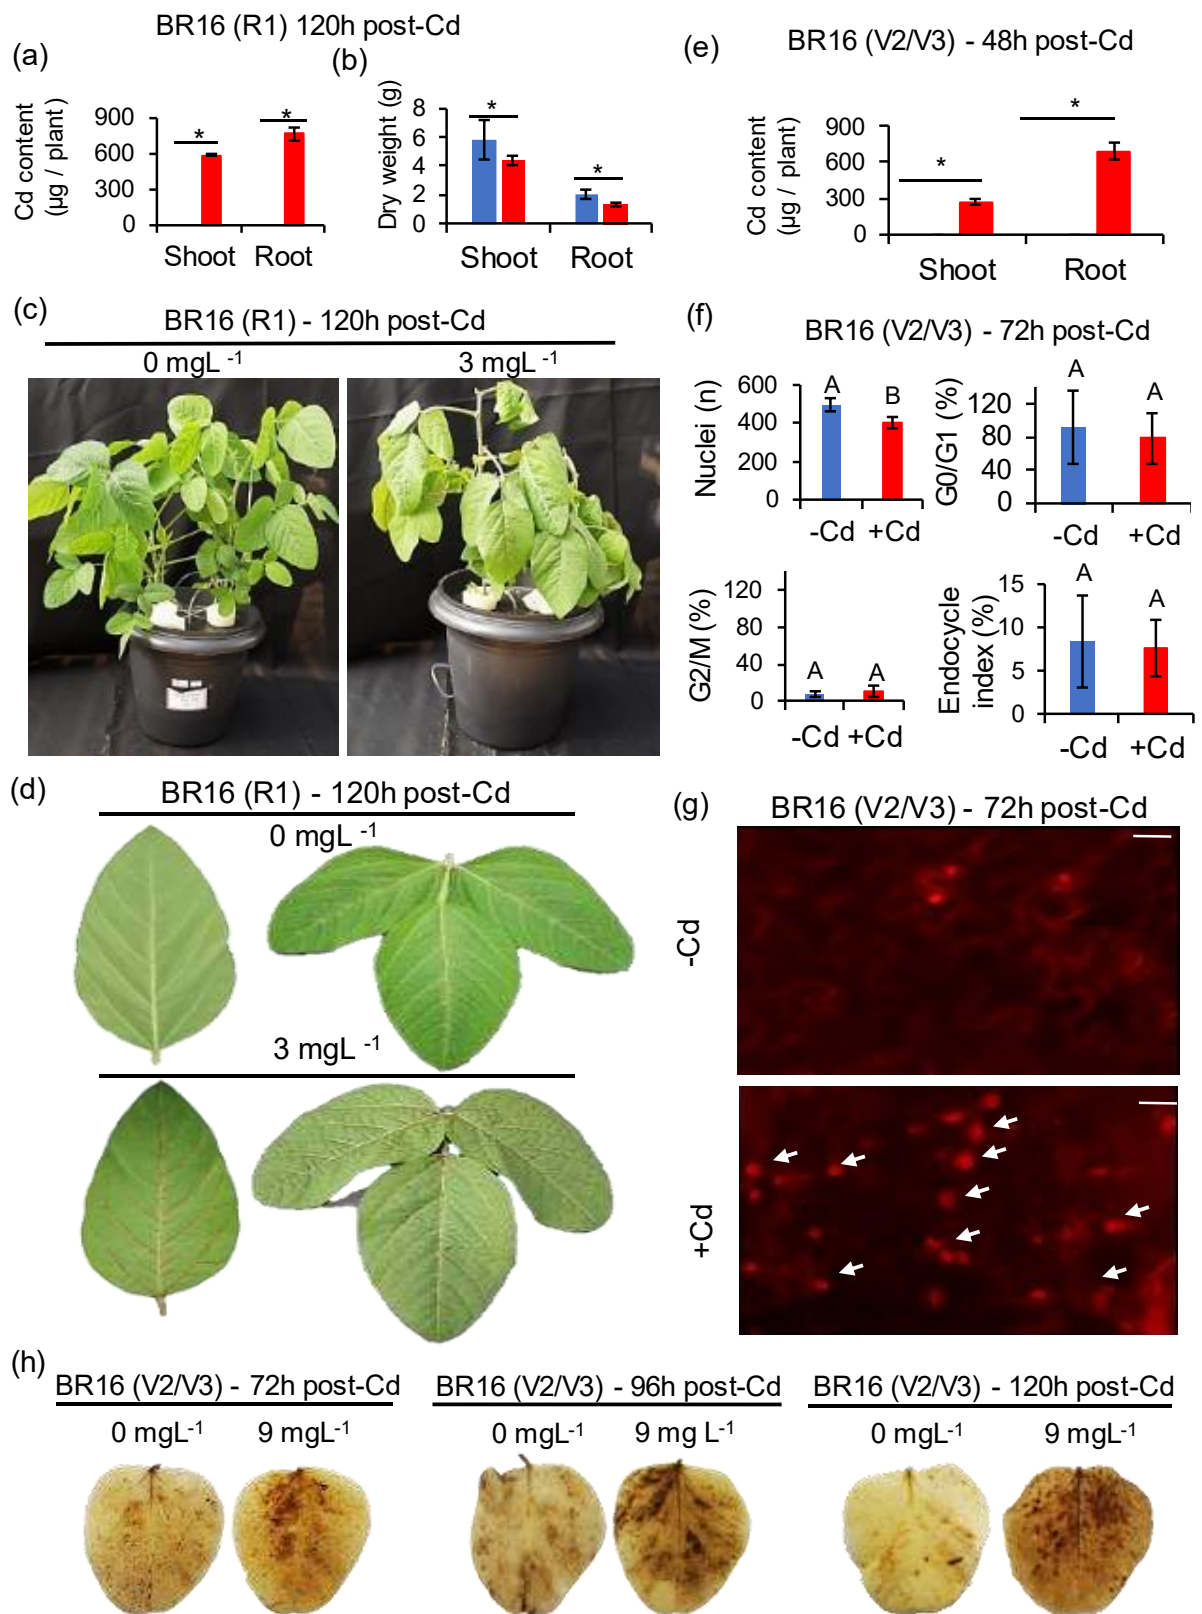 BR16 (R1) 120h post-Cd
(a)
Cd content
(µg / plant)
900
600
300
0
*
*
Shoot Root
(b)
Dry weight (g)
8
6
4
2
0
*
*
Shoot Root
(e)
BR16 (V2/V3) - 48h post-Cd
Cd content
(µg / plant)
900
600
300
0
*
*
Shoot Root
(c)
BR16 (R1) - 120h post-Cd
0 mgL -1
3 mgL -1
(f)
BR16 (V2/V3) - 72h post-Cd
Nuclei (n)
600
400
200
0
A
B
-Cd +Cd
G0/G1 (%)
120
80
40
0
A
A
-Cd +Cd
G2/M (%)
120
80
40
0
A
A
-Cd +Cd
Endocycle
index (%)
15
10
5
0
A
A
-Cd +Cd
(d)
BR16 (R1) - 120h post-Cd
0 mgL -1
3 mgL -1
(g)
BR16 (V2/V3) - 72h post-Cd
-Cd
+Cd
(h)
BR16 (V2/V3) - 72h post-Cd
0 mgL-1
9 mgL-1
BR16 (V2/V3) - 96h post-Cd
0 mgL-1
9 mg L-1
BR16 (V2/V3) - 120h post-Cd
0 mgL-1
9 mgL-1